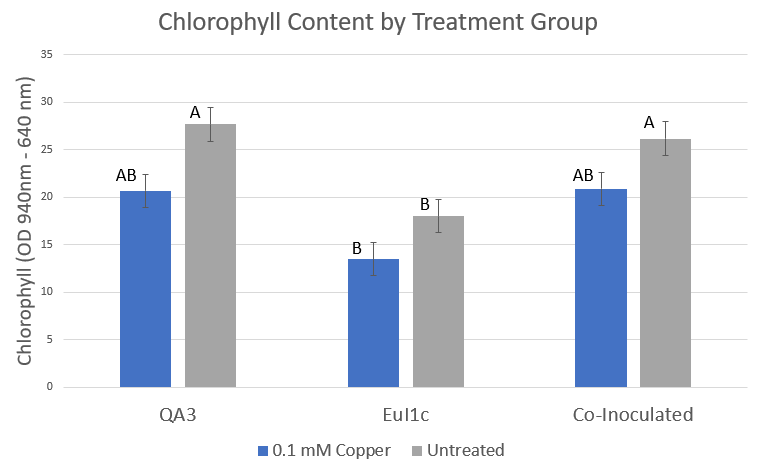 Chlorophyll Content by Treatment Group
Chlorophyll (OD 940nm - 640 nm)
35
30
25
20
15
10
5
0
AB
A
B
B
AB
A
QA3
EuI1c
Co-Inoculated
0.1 mM Copper
Untreated